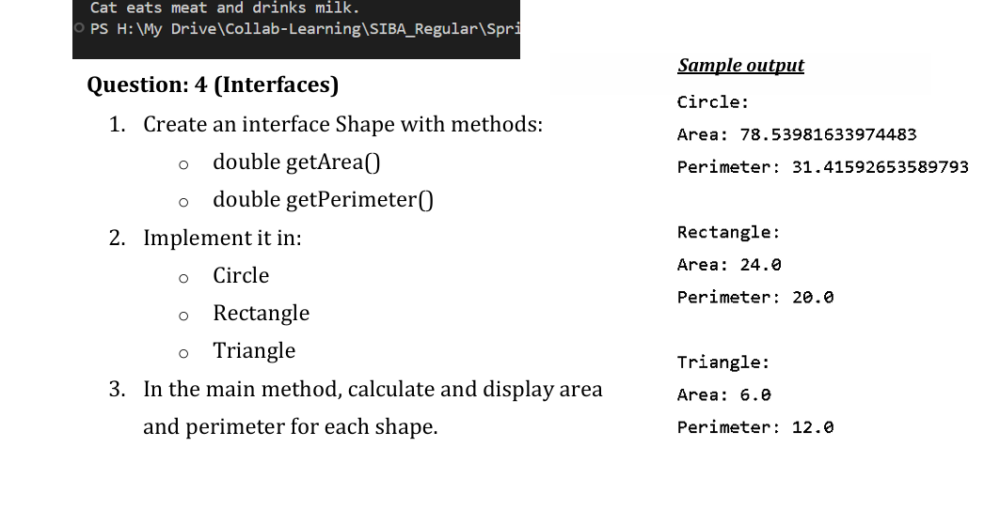 Cat eats meat and drinks milk.
PS H:\My Drive\Collab-Learning\SIBA_Regular\Spri
Question: 4 (Interfaces)
1. Create an interface Shape with methods:
o double getArea()
o double getPerimeter()
2. Implement it in:
o Circle
o Rectangle
o Triangle
3. In the main method, calculate and display area
and perimeter for each shape.
Sample output
Circle:
Area: 78.53981633974483
Perimeter: 31.41592653589793
Rectangle:
Area: 24.0
Perimeter: 20.0
Triangle:
Area: 6.0
Perimeter: 12.0